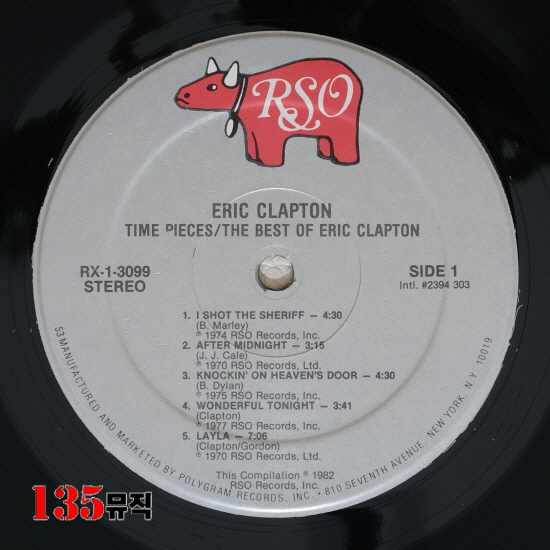 RSO
ERIC CLAPTON
TIME PIECES/THE BEST OF ERIC CLAPTON
RX-1-3099
STEREO
SIDE 1
Intl. #2394 303
1. I SHOT THE SHERIFF — 4:30
(B. Marley)
℗ 1974 RSO Records, Inc.
2. AFTER MIDNIGHT — 3:15
(J. J. Cale)
℗ 1970 RSO Records, Ltd.
3. KNOCKIN' ON HEAVEN'S DOOR — 4:30
(B. Dylan)
℗ 1975 RSO Records, Inc.
4. WONDERFUL TONIGHT — 3:41
(Clapton)
℗ 1977 RSO Records, Inc.
5. LAYLA — 7:06
(Clapton/Gordon)
℗ 1970 RSO Records, Ltd.
This Compilation ℗ 1982
RSO Records, Inc.
53 MANUFACTURED AND MARKETED BY POLYGRAM RECORDS, INC. • 810 SEVENTH AVENUE, NEW YORK, N.Y. 10019
135뮤직